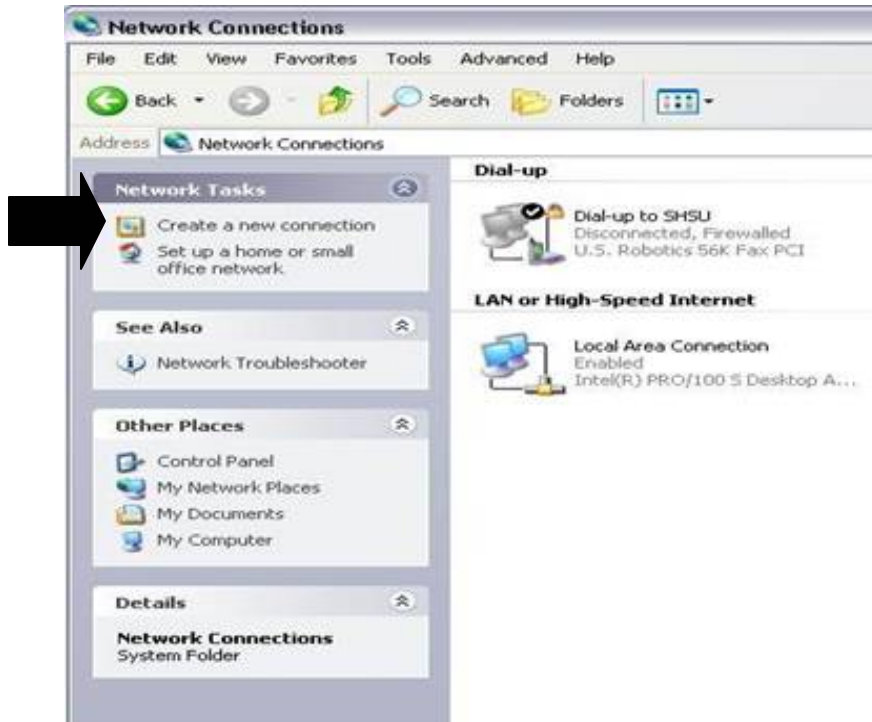 Network Connections
File Edit View Favorites Tools Advanced Help
Back Search Folders
Address Network Connections
Network Tasks
Create a new connection
Set up a home or small
office network
See Also
Network Troubleshooter
Other Places
Control Panel
My Network Places
My Documents
My Computer
Details
Network Connections
System Folder
Dial-up
Dial-up to SHSU
Disconnected, Firewalled
U.S. Robotics 56K Fax PCI
LAN or High-Speed Internet
Local Area Connection
Enabled
Intel(R) PRO/100 S Desktop A...